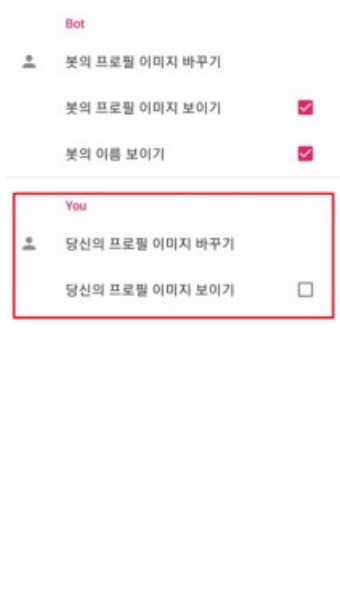 Bot
봇의 프로필 이미지 바꾸기
봇의 프로필 이미지 보이기
봇의 이름 보이기
You
당신의 프로필 이미지 바꾸기
당신의 프로필 이미지 보이기